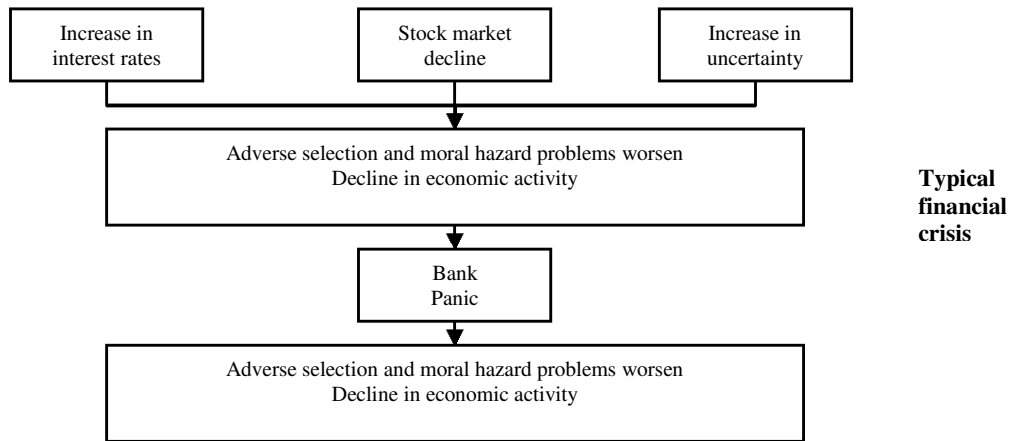 Increase in
interest rates
Stock market
decline
Increase in
uncertainty
Adverse selection and moral hazard problems worsen
Decline in economic activity
Typical
financial
crisis
Bank
Panic
Adverse selection and moral hazard problems worsen
Decline in economic activity